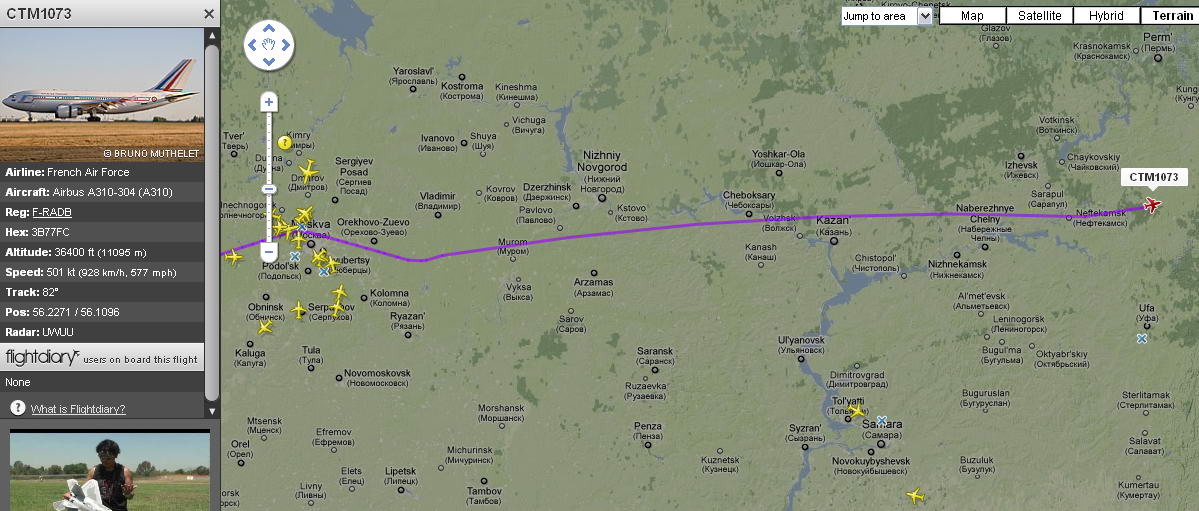 CTM1073
© BRUNO MUTHELET
Airline: French Air Force
Aircraft: Airbus A310-304 (A310)
Reg: F-RADB
Hex: 3B77FC
Altitude: 36400 ft (11095 m)
Speed: 501 kt (928 km/h, 577 mph)
Track: 82°
Pos: 56.2271 / 56.1096
Radar: UWUU
flightdiary users on board this flight
None
What is Flightdiary?
Jump to area
Map
Satellite
Hybrid
Terrain
Glazov
(Глазов)
Perm'
(Пермь)
Krasnokamsk
(Краснокамск)
Yaroslavl'
(Ярославль)
Kostroma
(Кострома)
Kineshma
(Кинешма)
Vichuga
(Вичуга)
Ivanovo
(Иваново)
Shuya
(Шуя)
Kimry
Tver'
(Тверь)
Sergiyev
Posad
(Сергиев
Посад)
Nizhniy
Novgorod
(Нижний
Новгород)
Yoshkar-Ola
(Йошкар-Ола)
Votkinsk
(Воткинск)
Izhevsk
(Ижевск)
Chaykovskij
(Чайковский)
Sarapul
(Сарапул)
CTM1073
Vladimir
(Владимир)
Kovrov
(Ковров)
Dzerzhinsk
(Дзержинск)
Pavlovo
(Павлово)
Kstovo
(Кстово)
Cheboksary
(Чебоксары)
Volzhsk
(Волжск)
Kazan'
(Казань)
Naberezhnye
Chelny
(Набережные
Челны)
Neftekamsk
(Нефтекамск)
Orekhovo-Zuevo
(Орехово-Зуево)
Murom
(Муром)
Kanash
(Канаш)
Chistopol'
(Чистополь)
Nizhnekamsk
(Нижнекамск)
Podol'sk
(Подольск)
Vyksa
(Выкса)
Arzamas
(Арзамас)
Obninsk
(Обнинск)
Kolomna
(Коломна)
Ryazan'
(Рязань)
Sarov
(Саров)
Al'met'evsk
(Альметьевск)
Leninogorsk
(Лениногорск)
Ufa
(Уфа)
Kaluga
(Калуга)
Tula
(Тула)
Novomoskovsk
(Новомосковск)
Saransk
(Саранск)
Ruzaevka
(Рузаевка)
Ul'yanovsk
(Ульяновск)
Bugul'ma
(Бугульма)
Oktyabr'skiy
(Октябрьский)
Dimitrovgrad
(Димитровград)
Buguruslan
(Бугуруслан)
Sterlitamak
(Стерлитамак)
Tol'yatti
Samara
(Самара)
Syzran'
(Сызрань)
Novokuybyshevsk
(Новокуйбышевск)
Salavat
(Салават)
Mtsensk
(Мценск)
Orel
(Орел)
Efremov
(Ефремов)
Morshansk
(Моршанск)
Michurinsk
(Мичуринск)
Penza
(Пенза)
Kuznetsk
(Кузнецк)
Buzuluk
(Бузулук)
Kumertau
(Кумертау)
Elets
(Елец)
Lipetsk
(Липецк)
Livny
(Ливны)
Tambov
(Тамбов)